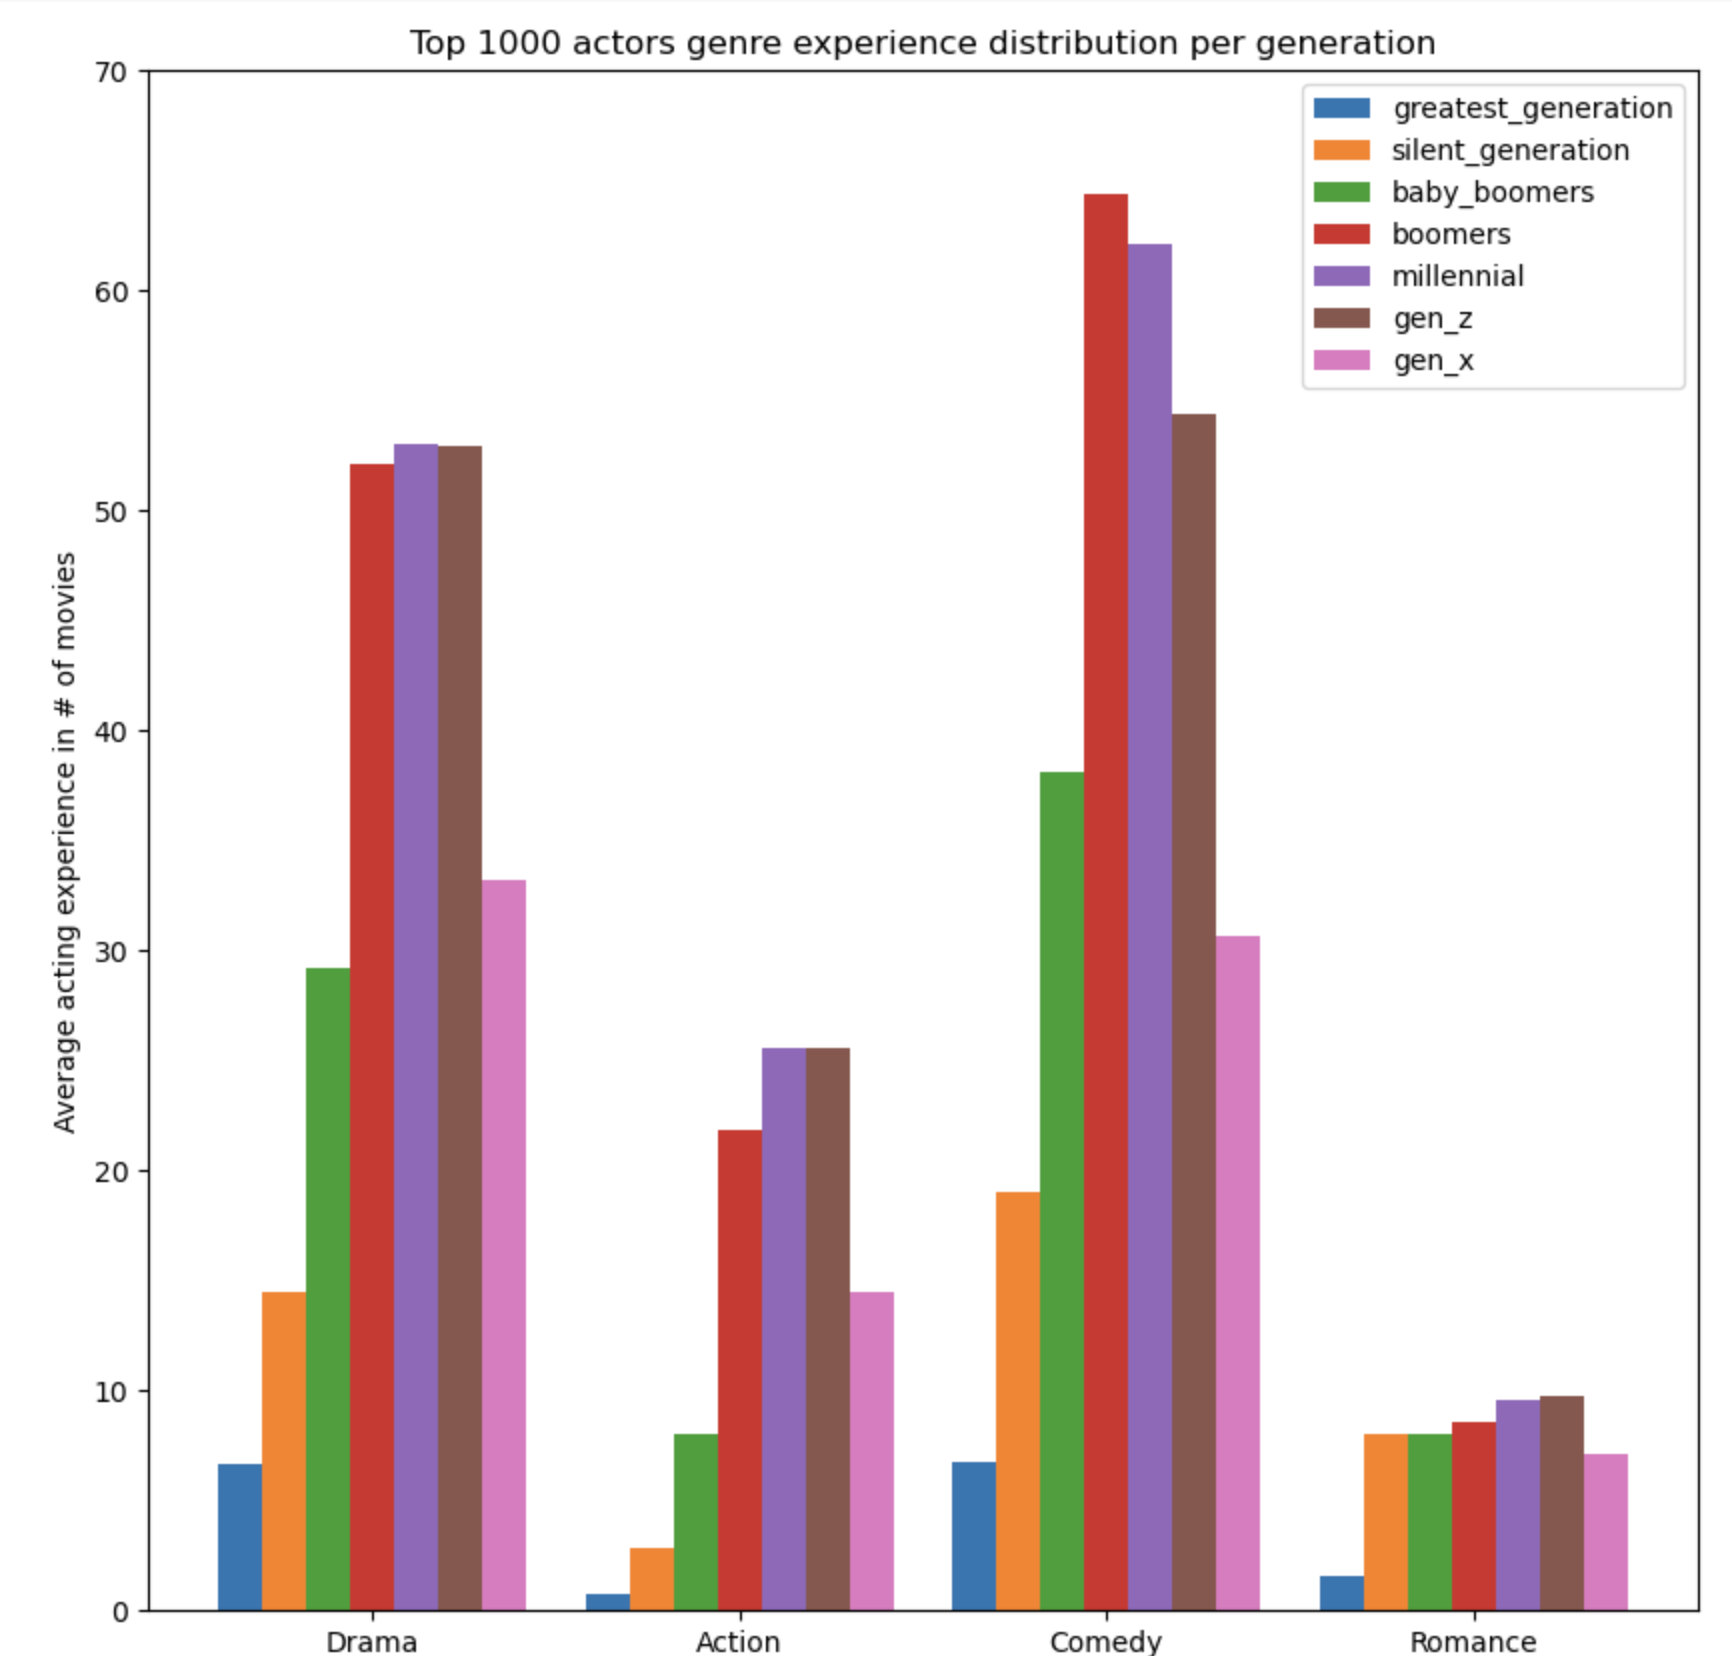 Top 1000 actors genre experience distribution per generation
greatest_generation
silent_generation
baby_boomers
boomers
millennial
gen_z
gen_x
Average acting experience in # of movies
70
60
50
40
30
20
10
0
Drama Action Comedy Romance